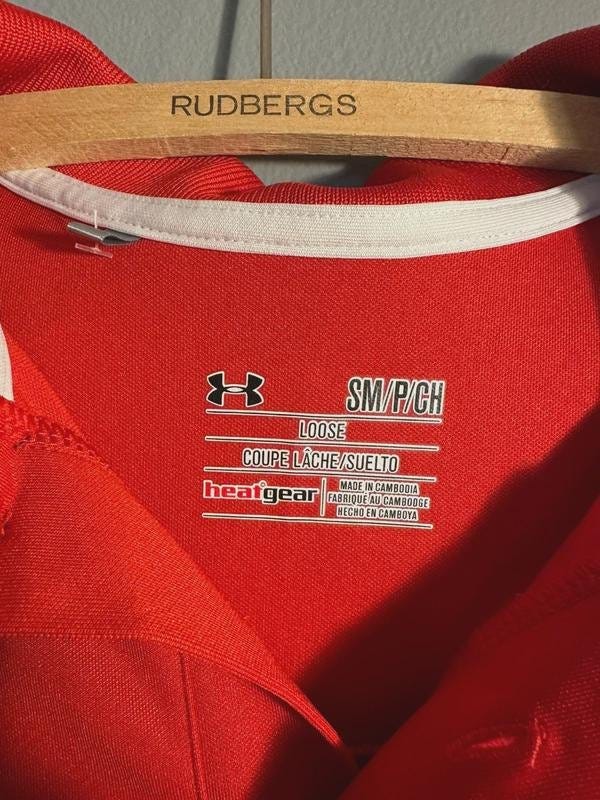 RUDBERGS
SM/P/CH
LOOSE
COUPE LÂCHE/SUELTO
heatgear
MADE IN CAMBODIA
FABRIQUÉ AU CAMBODGE
HECHO EN CAMBOYA